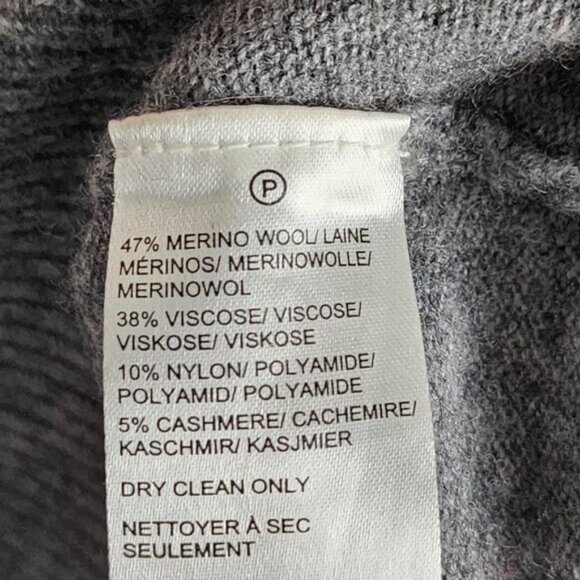 P
47% MERINO WOOL/ LAINE
MÉRINOS/ MERINOWOLLE/
MERINOWOL
38% VISCOSE/ VISCOSE/
VISKOSE/ VISKOSE
10% NYLON/ POLYAMIDE/
POLYAMID/ POLYAMIDE
5% CASHMERE/ CACHEMIRE/
KASCHMIR/ KASJMIER
DRY CLEAN ONLY
NETTOYER À SEC
SEULEMENT